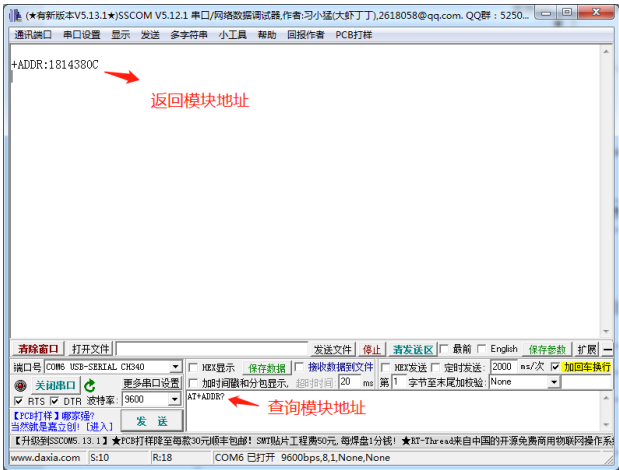 (★有新版本V5.13.1★)SSCOM V5.12.1 串口/网络数据调试器,作者:习小猛(大虾丁丁),2618058@qq.com. QQ群：5250...
通讯端口 串口设置 显示 发送 多字符串 小工具 帮助 回报作者 PCB打样
+ADDR:1814380C
返回模块地址
清除窗口 打开文件 发送文件 停止 清发送区 最前 English 保存参数 扩展 —
端口号 COM6 USB-SERIAL CH340 HEX显示 保存数据 接收数据到文件 HEX发送 定时发送: 2000 ms/次 加回车换行
关闭串口 更多串口设置 加时间戳和分包显示, 超时时间: 20 ms 第 1 字节至末尾加校验: None
RTS DTR 波特率: 9600 AT+ADDR?
查询模块地址
【PCB打样】哪家强?
当然就是嘉立创!【进入】 发 送
【升级到SSCOM5.13.1】★PCB打样降至每款30元顺丰包邮! SMT贴片工程费50元,每焊盘1分钱! ★RT-Thread来自中国的开源免费商用物联网操作系
www.daxia.com S:10 R:18 COM6 已打开 9600bps,8,1,None,None